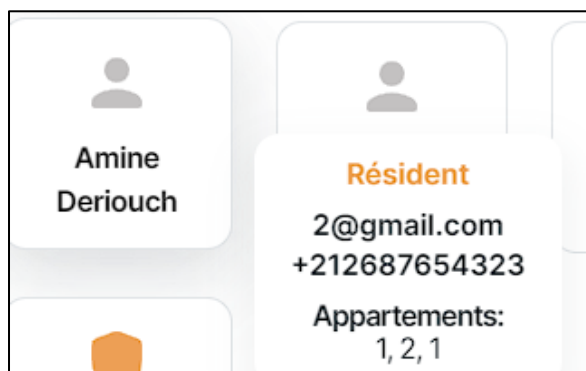 Amine
Deriouch
Résident
2@gmail.com
+212687654323
Appartements:
1, 2, 1